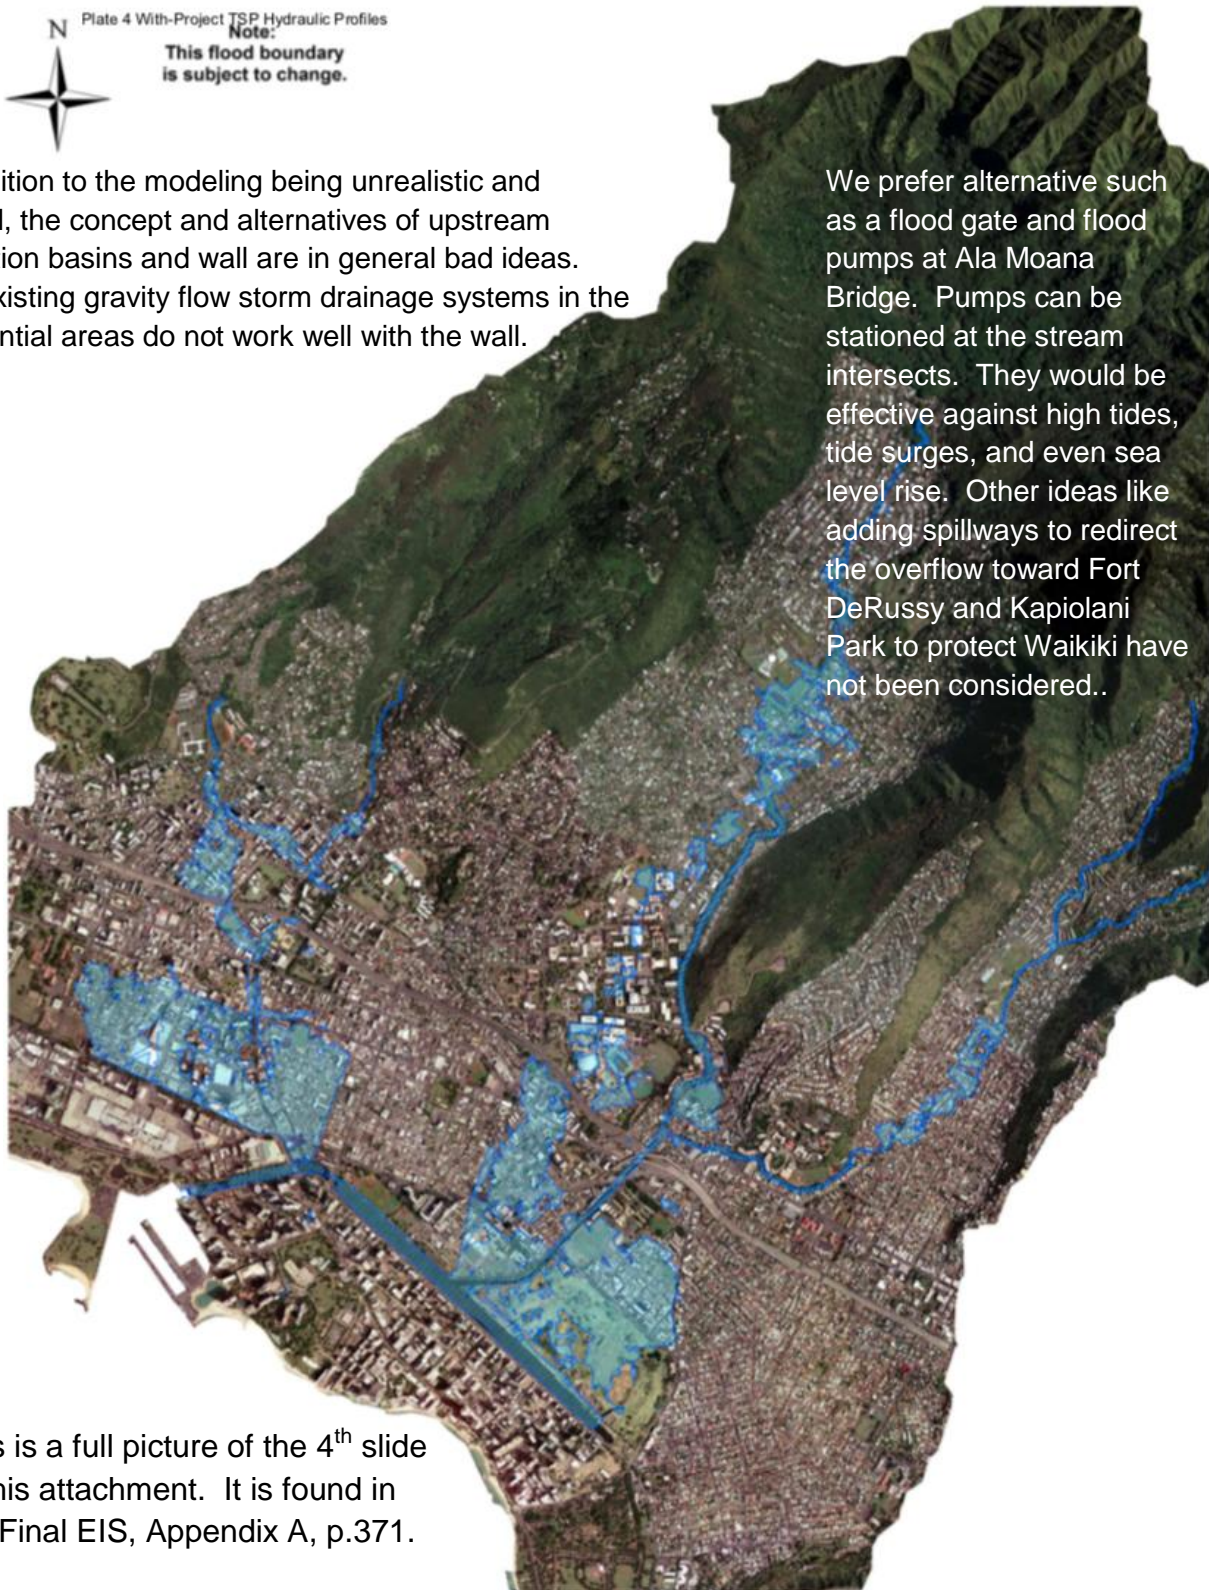 N
Plate 4 With-Project TSP Hydraulic Profiles
Note:
This flood boundary
is subject to change.
ition to the modeling being unrealistic and
, the concept and alternatives of upstream
tion basins and wall are in general bad ideas.
xisting gravity flow storm drainage systems in the
ntial areas do not work well with the wall.
We prefer alternative such
as a flood gate and flood
pumps at Ala Moana
Bridge.  Pumps can be
stationed at the stream
intersects.  They would be
effective against high tides,
tide surges, and even sea
level rise.  Other ideas like
adding spillways to redirect
the overflow toward Fort
DeRussy and Kapiolani
Park to protect Waikiki have
not been considered..
s is a full picture of the 4th slide
his attachment.  It is found in
Final EIS, Appendix A, p.371.